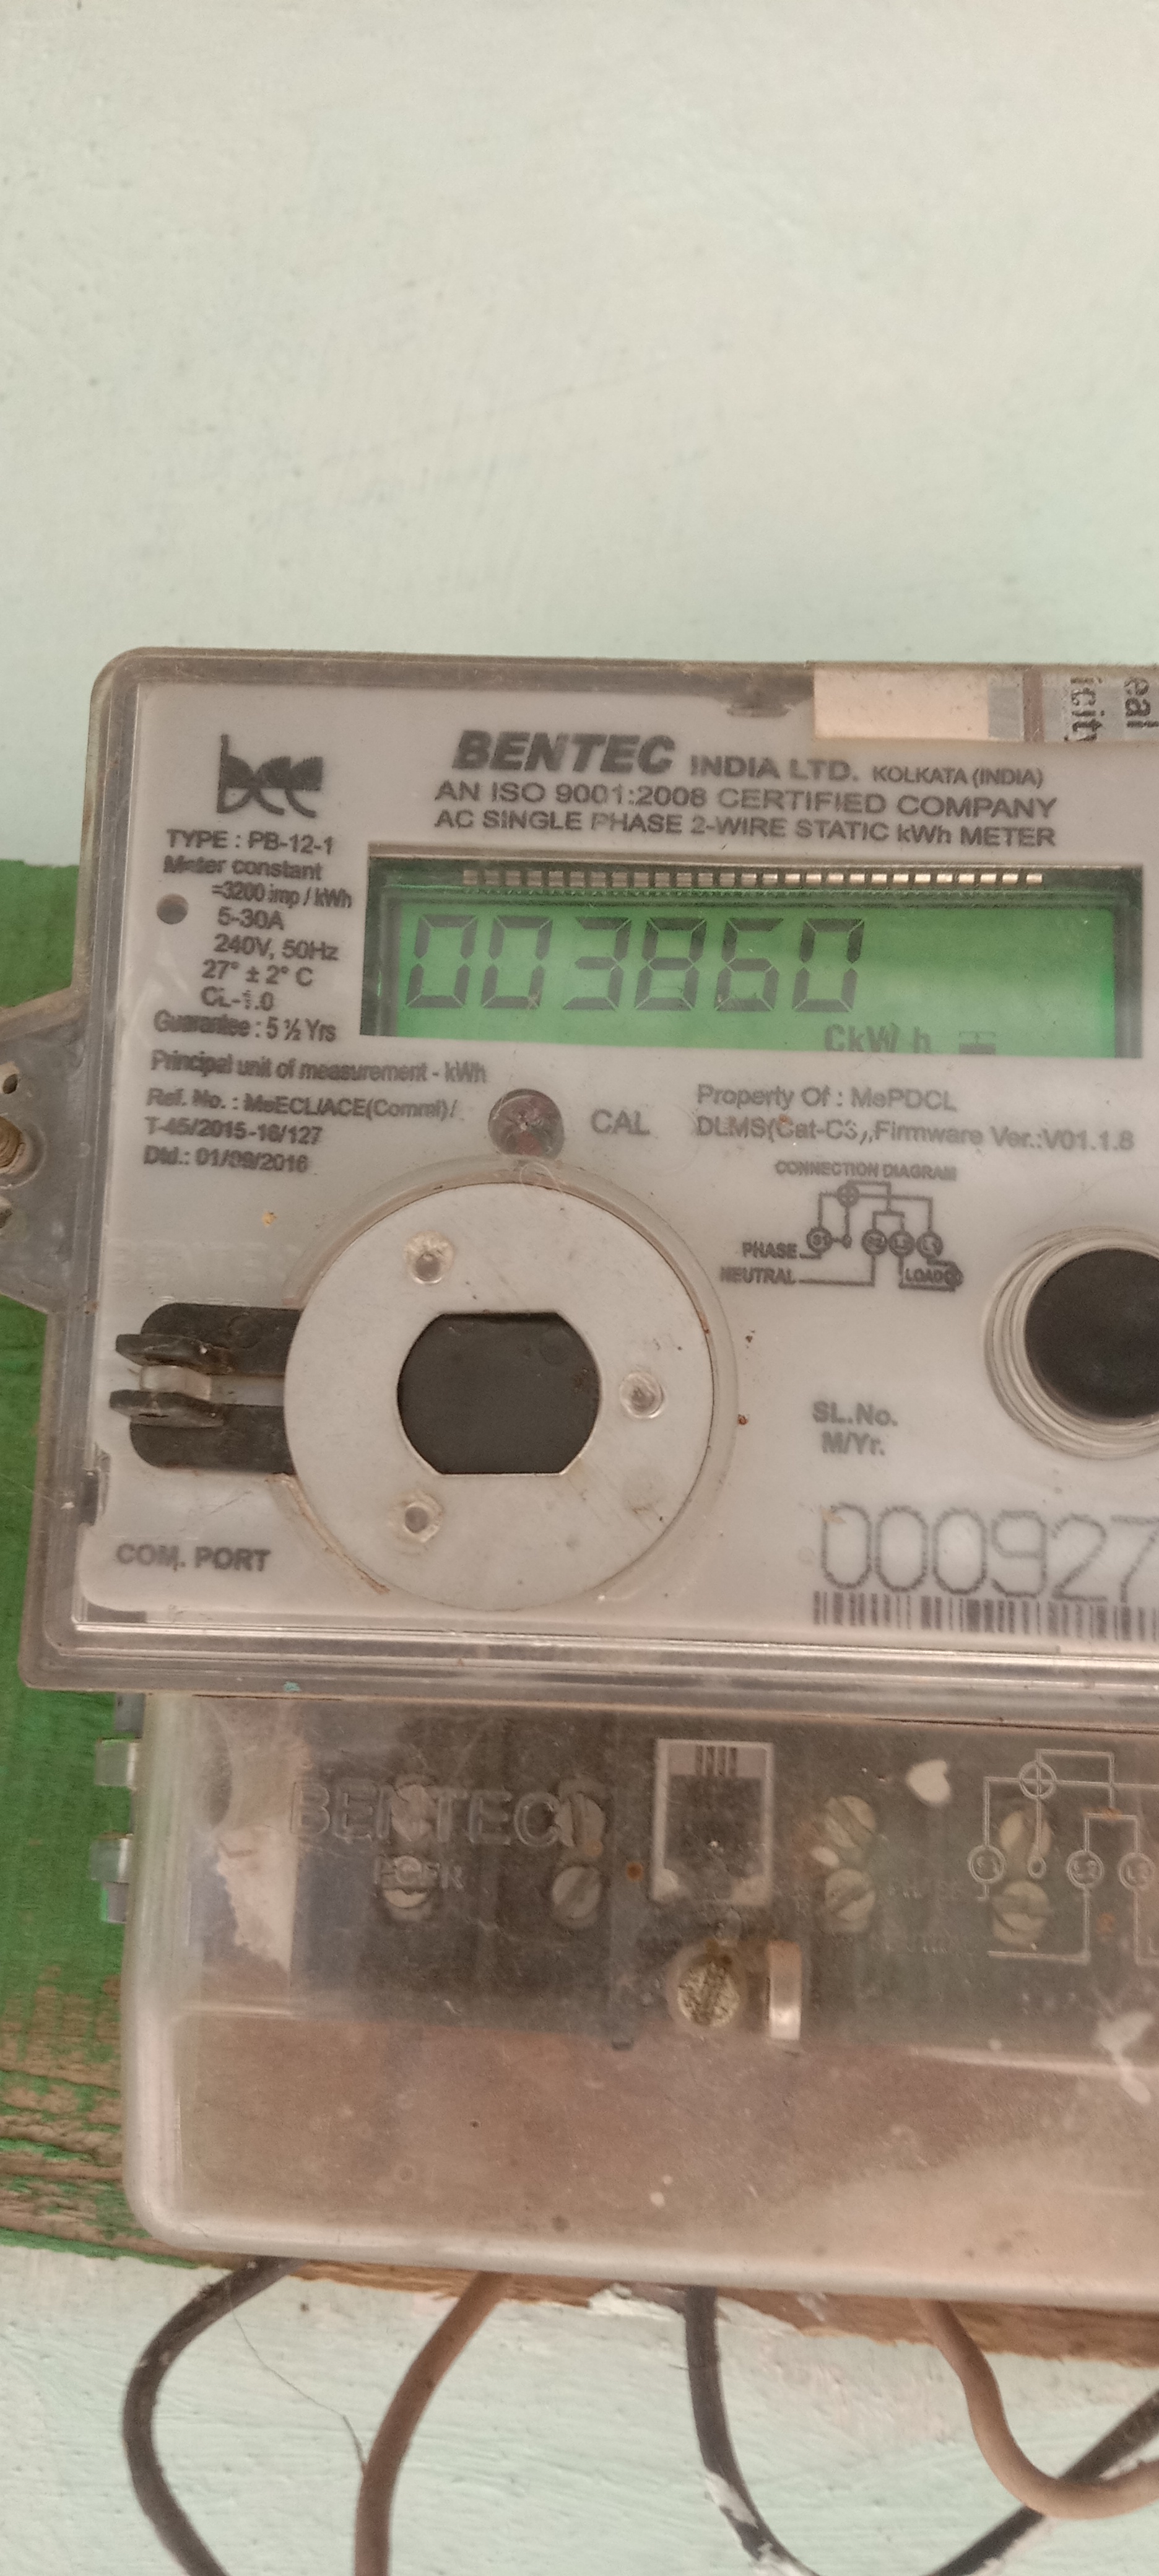 eal
icity
bee
BENTEC INDIA LTD. KOLKATA (INDIA)
AN ISO 9001:2008 CERTIFIED COMPANY
AC SINGLE PHASE 2-WIRE STATIC kWh METER
TYPE : PB-12-1
Meter constant
=3200 imp / kWh
5-30A
240V, 50Hz
27° ± 2° C
CL-1.0
Guarantee : 5 ½ Yrs
003860
CkW h
Principal unit of measurement - kWh
Ref. No. : MeECL/ACE(Comml)/
T-45/2015-16/127
Dtd.: 01/09/2016
CAL
Property Of : MePDCL
DLMS(Cat-C3),Firmware Ver.:V01.1.8
CONNECTION DIAGRAM
PHASE
NEUTRAL
LOAD
SL.No.
M/Yr.
000927
COM. PORT
BENTEC